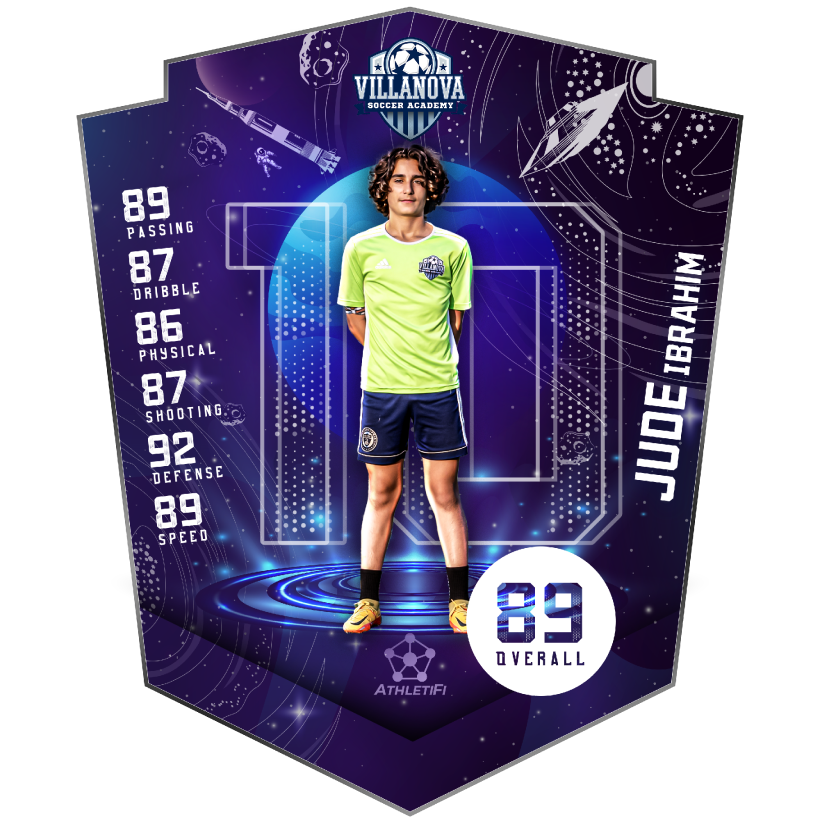 VILLANOVA
SOCCER ACADEMY
89
PASSING
87
DRIBBLE
86
PHYSICAL
87
SHOOTING
92
DEFENSE
89
SPEED
10
VILLANOVA
JUDE IBRAHIM
89
OVERALL
ATHLETIFI